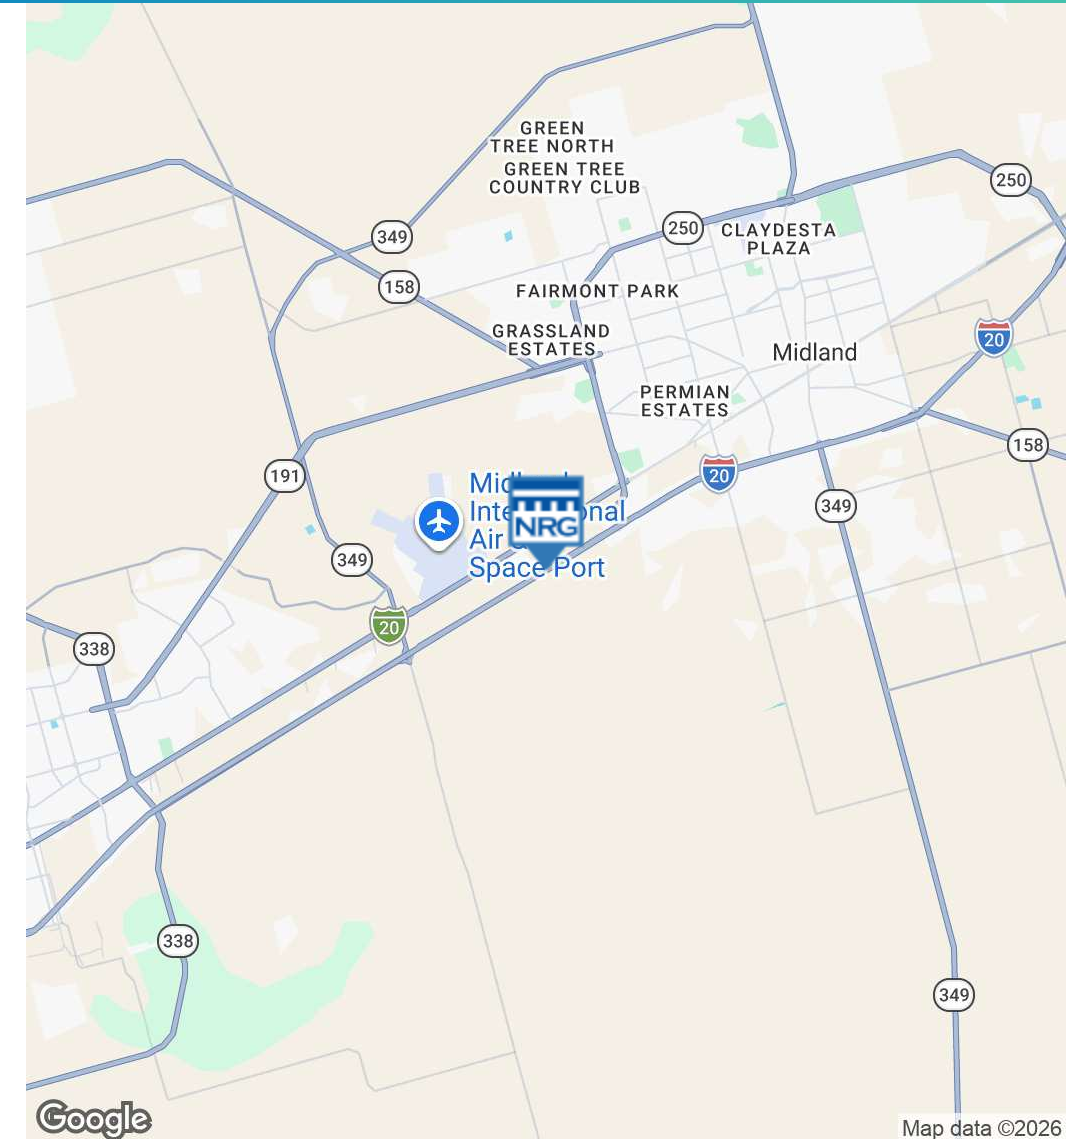 GREEN
TREE NORTH
GREEN TREE
COUNTRY CLUB
250
250
349
CLAYDESTA
PLAZA
158
FAIRMONT PARK
GRASSLAND
ESTATES
20
Midland
PERMIAN
ESTATES
158
191
20
349
NRG
Air
Space Port
349
20
338
338
349
Google
Map data ©2026